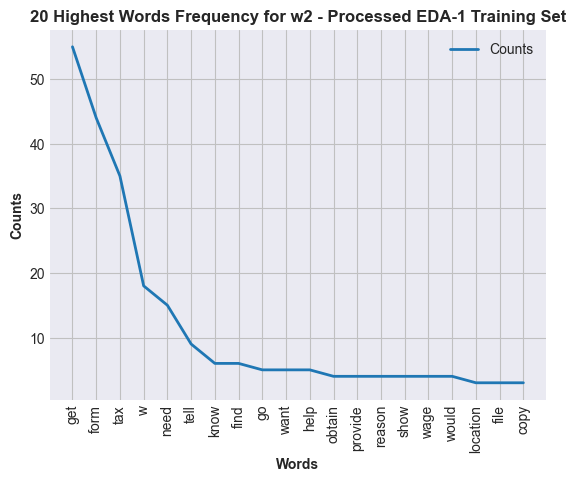 20 Highest Words Frequency for w2 - Processed EDA-1 Training Set
Counts
50
40
30
20
10
Counts
get
form
tax
w
need
tell
know
find
go
want
help
obtain
provide
reason
show
wage
would
location
file
copy
Words